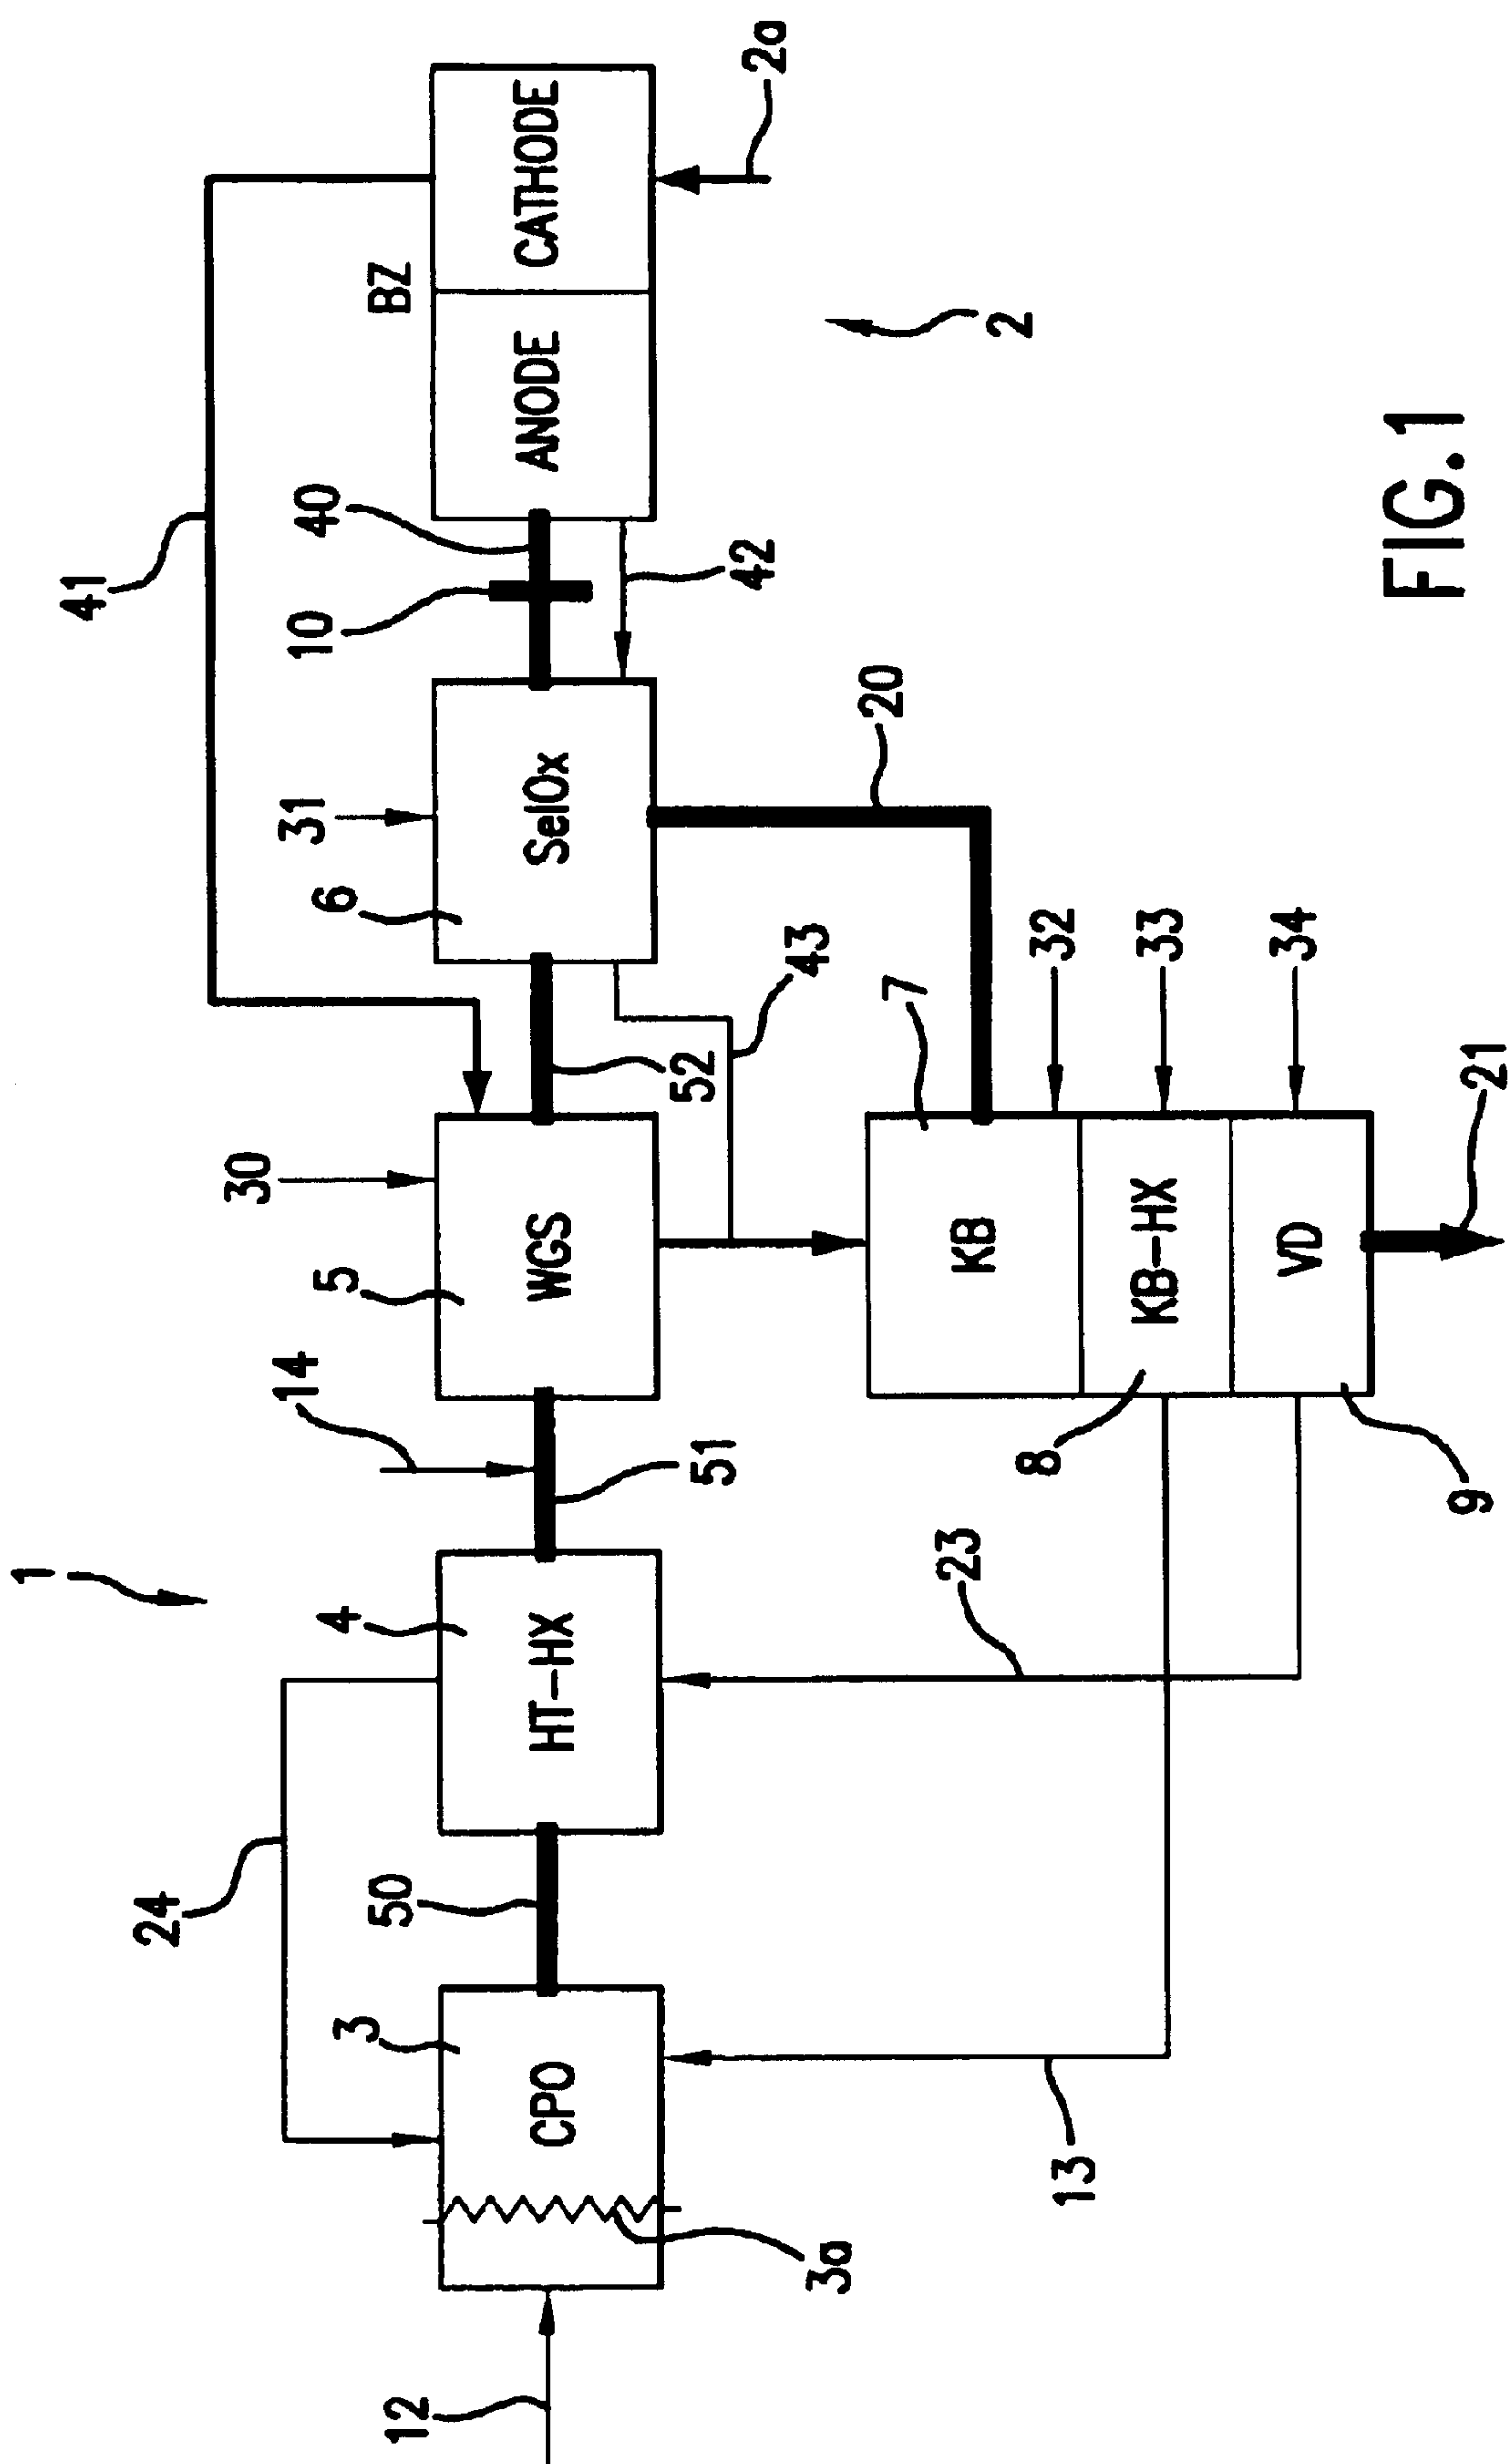 1
24
12
3
CPO
3a
50
13
4
HT-HX
23
14
51
5
WGS
30
52
43
6
SelOx
31
20
41
10
40
42
BZ
ANODE
CATHODE
2a
2
7
KB
32
8
KB-HX
33
9
VD
34
21
FIG.1